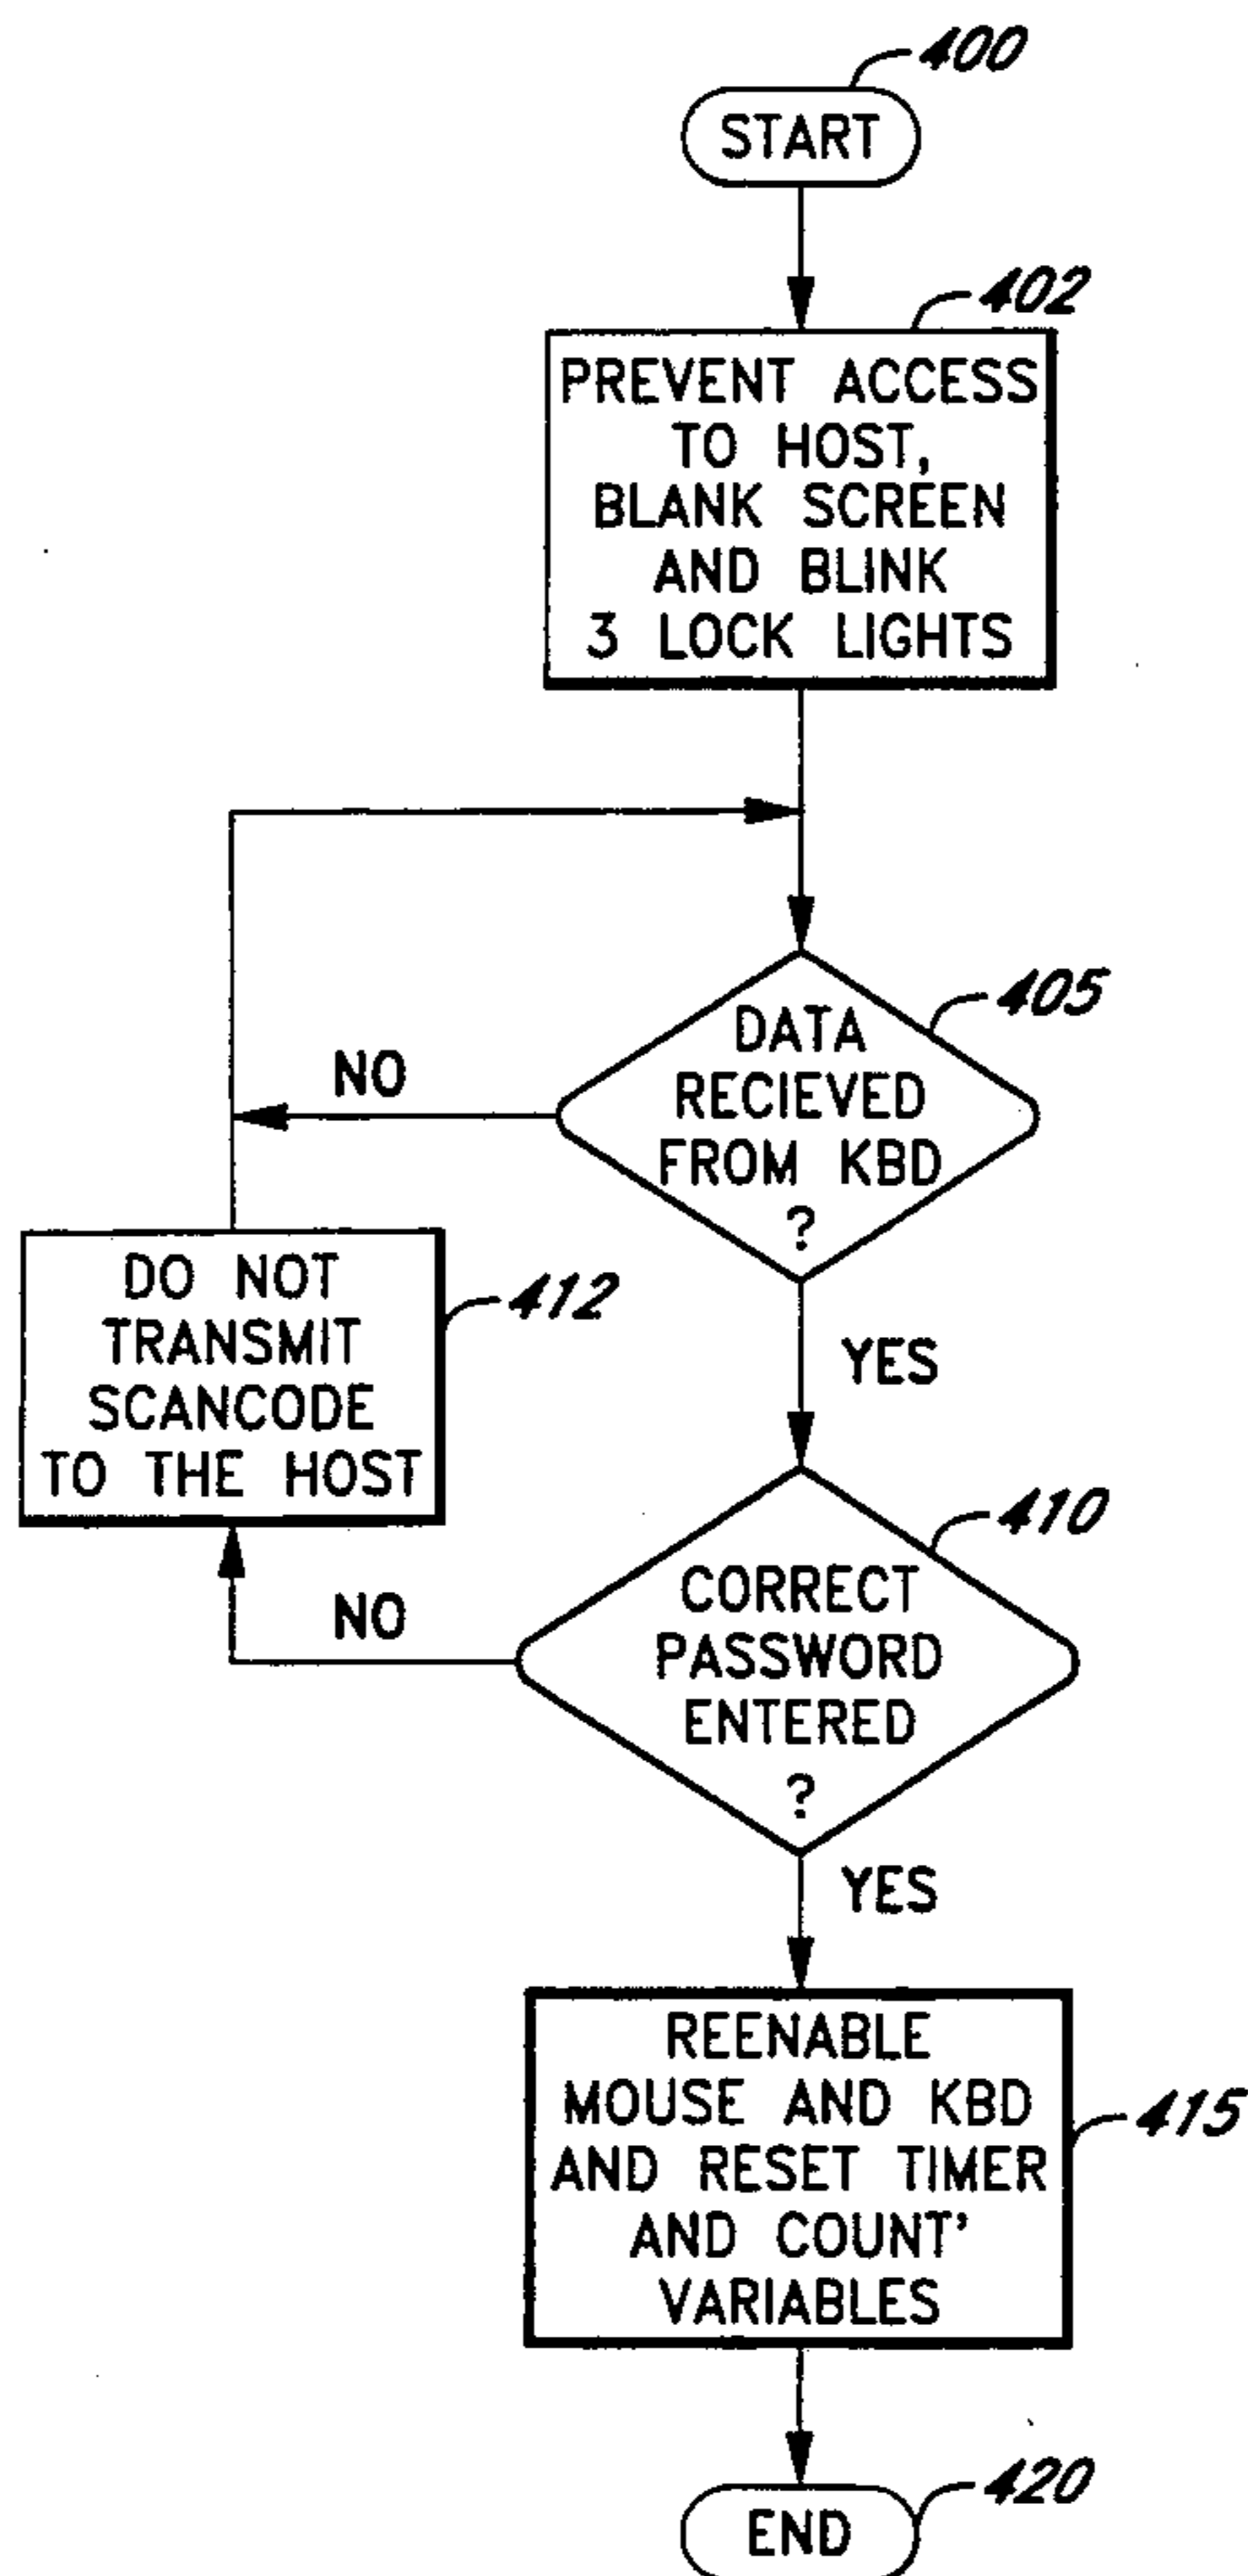 400
START
402
PREVENT ACCESS
TO HOST,
BLANK SCREEN
AND BLINK
3 LOCK LIGHTS
405
DATA
RECIEVED
FROM KBD
?
NO
YES
DO NOT
TRANSMIT
SCANCODE
TO THE HOST
412
410
CORRECT
PASSWORD
ENTERED
?
NO
YES
REENABLE
MOUSE AND KBD
AND RESET TIMER
AND COUNT'
VARIABLES
415
420
END